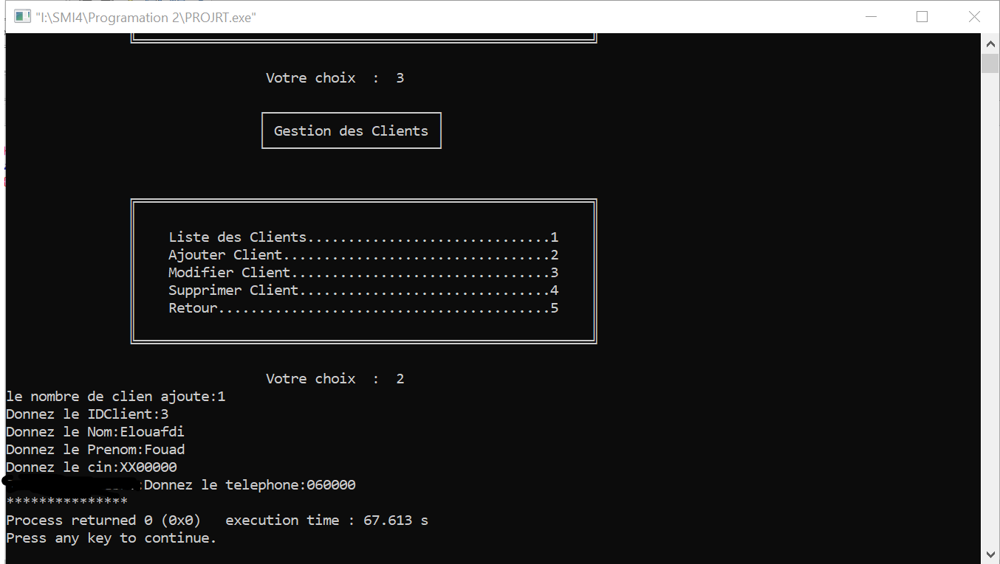 "I:\SMI4\Programation 2\PROJRT.exe"
Votre choix : 3
Gestion des Clients
Liste des Clients..............................1
Ajouter Client.................................2
Modifier Client................................3
Supprimer Client...............................4
Retour.........................................5
Votre choix : 2
le nombre de clien ajoute:1
Donnez le IDClient:3
Donnez le Nom:Elouafdi
Donnez le Prenom:Fouad
Donnez le cin:XX00000
:Donnez le telephone:060000
***************
Process returned 0 (0x0) execution time : 67.613 s
Press any key to continue.